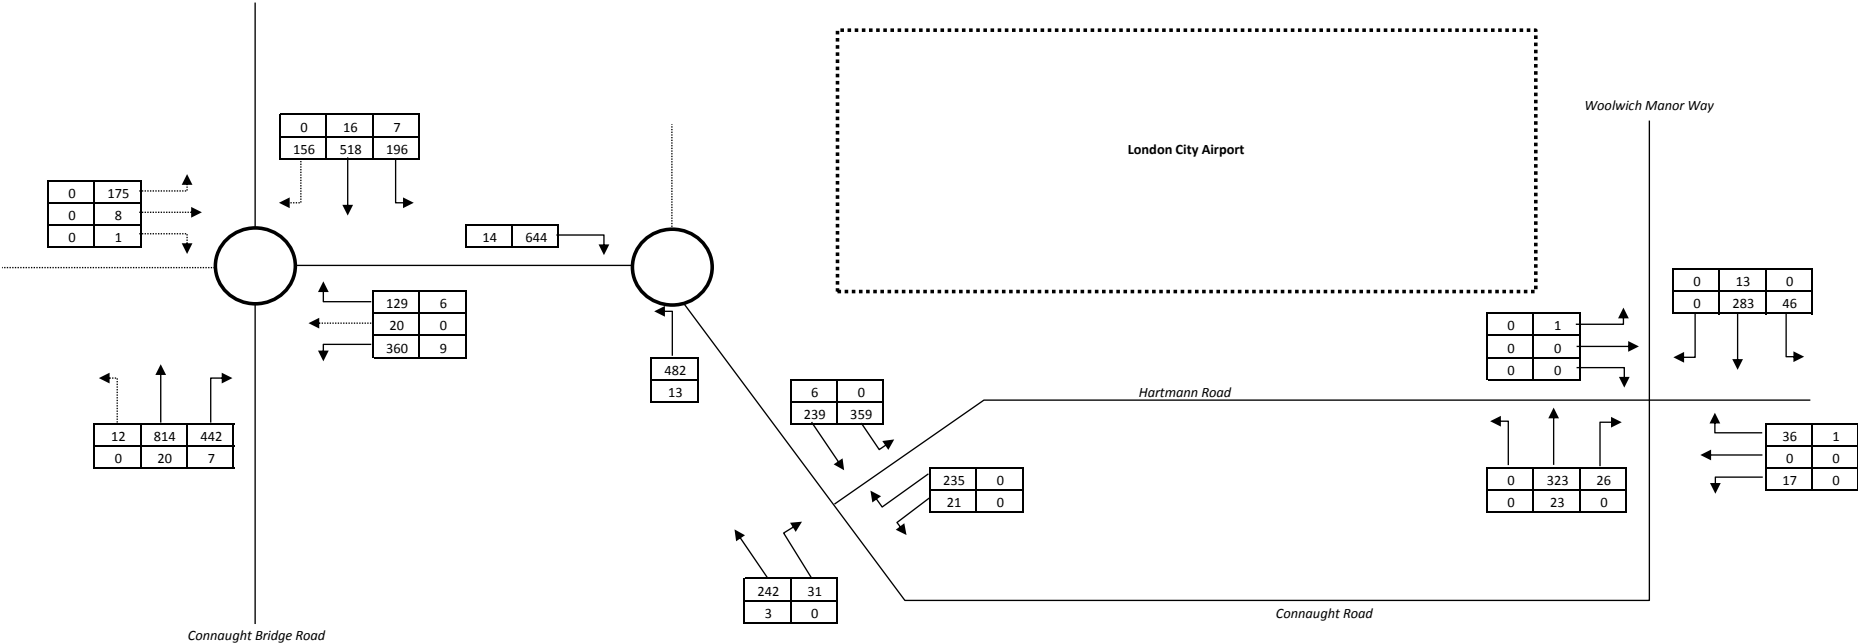 Woolwich Manor Way
0 16 7
156 518 196
London City Airport
0 175
0 8
0 1
14 644
129 6
20 0
360 9
0 13 0
0 283 46
0 1
0 0
0 0
482
13
6 0
239 359
Hartmann Road
12 814 442
0 20 7
36 1
0 0
17 0
235 0
21 0
0 323 26
0 23 0
242 31
3 0
Connaught Road
Connaught Bridge Road